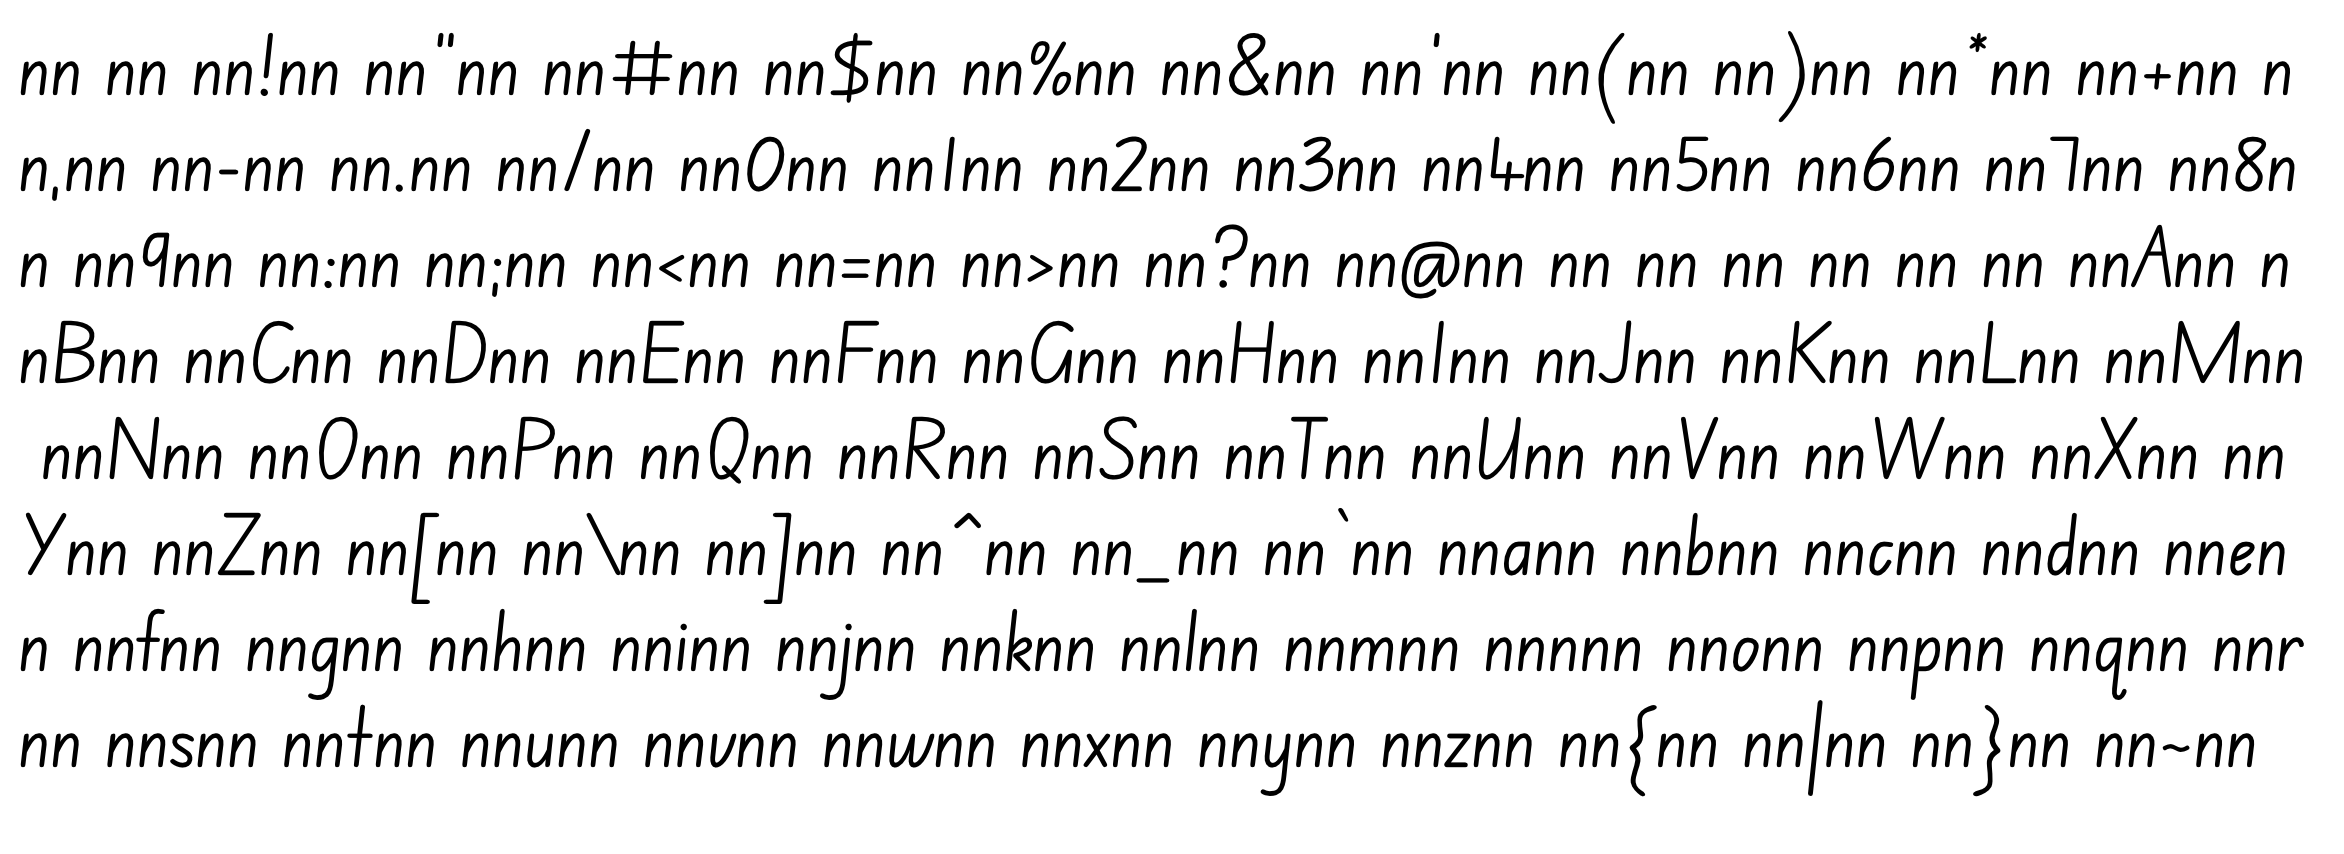 nn nn nn!nn nn"nn nn#nn nn$nn nn%nn nn&nn nn'nn nn(nn nn)nn nn*nn nn+nn n
n,nn nn-nn nn.nn nn/nn nn0nn nn1nn nn2nn nn3nn nn4nn nn5nn nn6nn nn7nn nn8n
n nn9nn nn:nn nn;nn nn<nn nn=nn nn>nn nn?nn nn@nn nn nn nn nn nn nn nnAnn n
nBnn nnCnn nnDnn nnEnn nnFnn nnGnn nnHnn nnInn nnJnn nnKnn nnLnn nnMnn
nnNnn nnOnn nnPnn nnQnn nnRnn nnSnn nnTnn nnUnn nnVnn nnWnn nnXnn nn
Ynn nnZnn nn[nn nn\nn nn]nn nn^nn nn_nn nn`nn nnann nnbnn nncnn nndnn nnen
n nnfnn nngnn nnhnn nninn nnjnn nnknn nnlnn nnmnn nnnnn nnonn nnpnn nnqnn nnr
nn nnsnn nntnn nnunn nnvnn nnwnn nnxnn nnynn nnznn nn{nn nn|nn nn}nn nn~nn